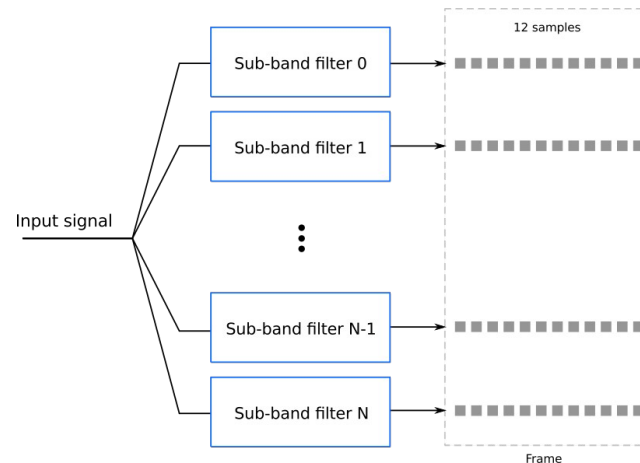 12 samples
Sub-band filter 0
Sub-band filter 1
Input signal
Sub-band filter N-1
Sub-band filter N
Frame